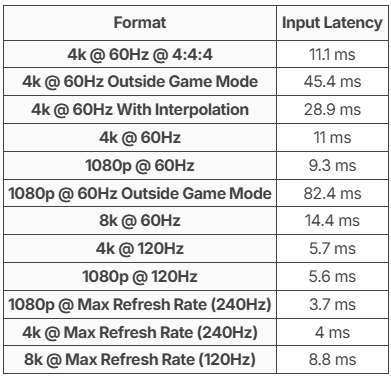 Format Input Latency
4k @ 60Hz @ 4:4:4 11.1 ms
4k @ 60Hz Outside Game Mode 45.4 ms
4k @ 60Hz With Interpolation 28.9 ms
4k @ 60Hz 11 ms
1080p @ 60Hz 9.3 ms
1080p @ 60Hz Outside Game Mode 82.4 ms
8k @ 60Hz 14.4 ms
4k @ 120Hz 5.7 ms
1080p @ 120Hz 5.6 ms
1080p @ Max Refresh Rate (240Hz) 3.7 ms
4k @ Max Refresh Rate (240Hz) 4 ms
8k @ Max Refresh Rate (120Hz) 8.8 ms